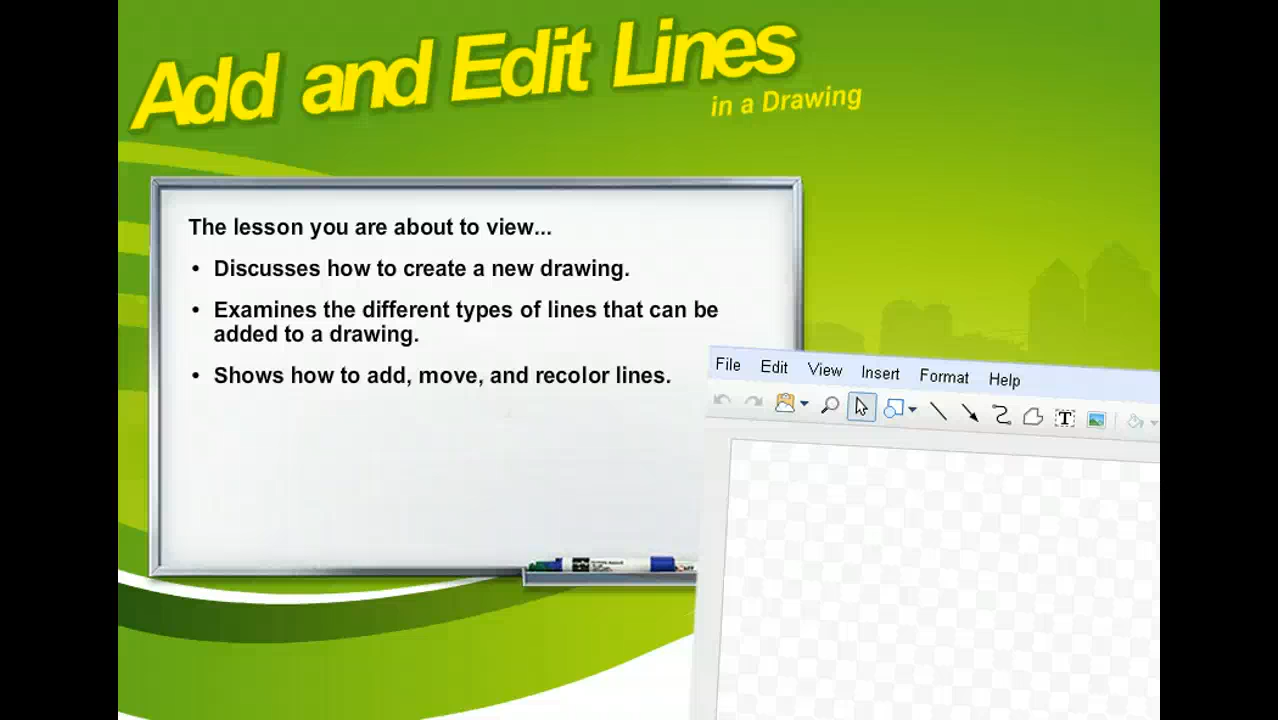 Add and Edit Lines
in a Drawing
The lesson you are about to view...
• Discusses how to create a new drawing.
• Examines the different types of lines that can be
added to a drawing.
• Shows how to add, move, and recolor lines.
File Edit View Insert Format Help
T